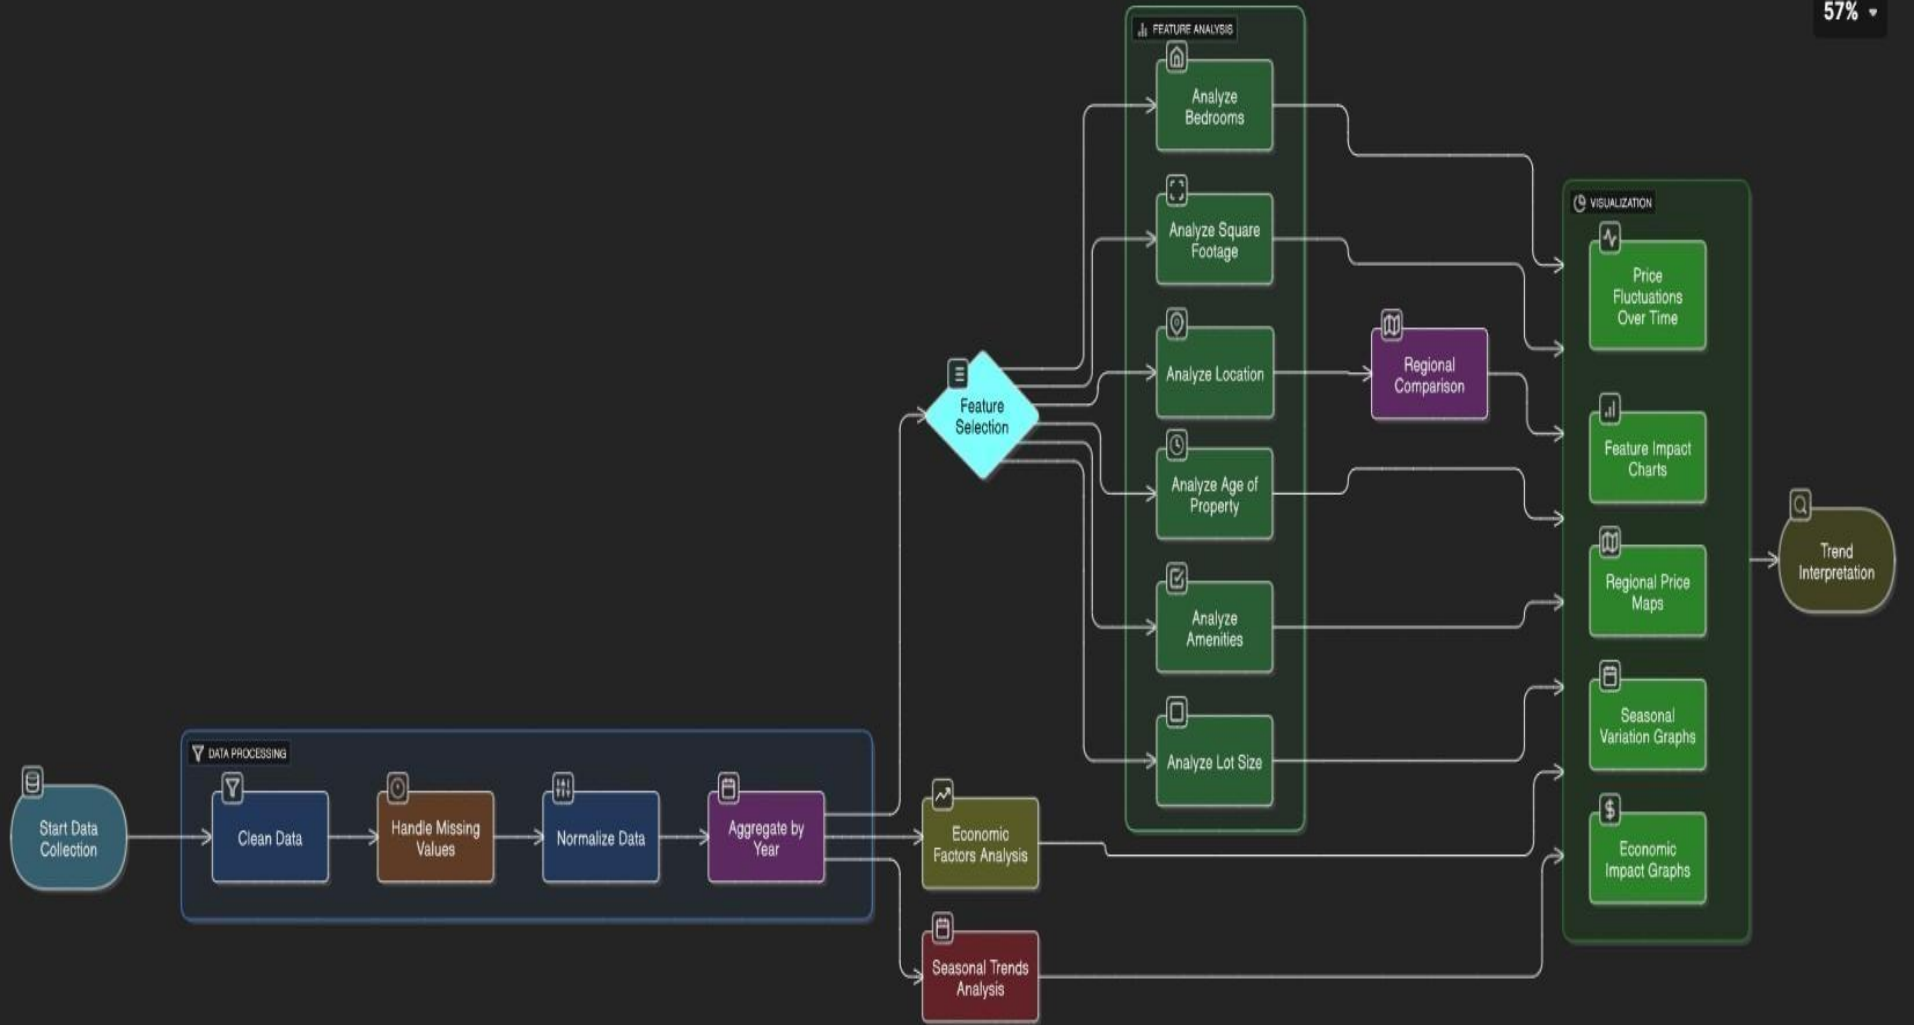 57%
FEATURE ANALYSIS
Analyze
Bedrooms
Analyze Square
Footage
Analyze Location
Analyze Age of
Property
Analyze
Amenities
Analyze Lot Size
Regional
Comparison
VISUALIZATION
Price
Fluctuations
Over Time
Feature Impact
Charts
Regional Price
Maps
Seasonal
Variation Graphs
Economic
Impact Graphs
Trend
Interpretation
Feature
Selection
DATA PROCESSING
Start Data
Collection
Clean Data
Handle Missing
Values
Normalize Data
Aggregate by
Year
Economic
Factors Analysis
Seasonal Trends
Analysis